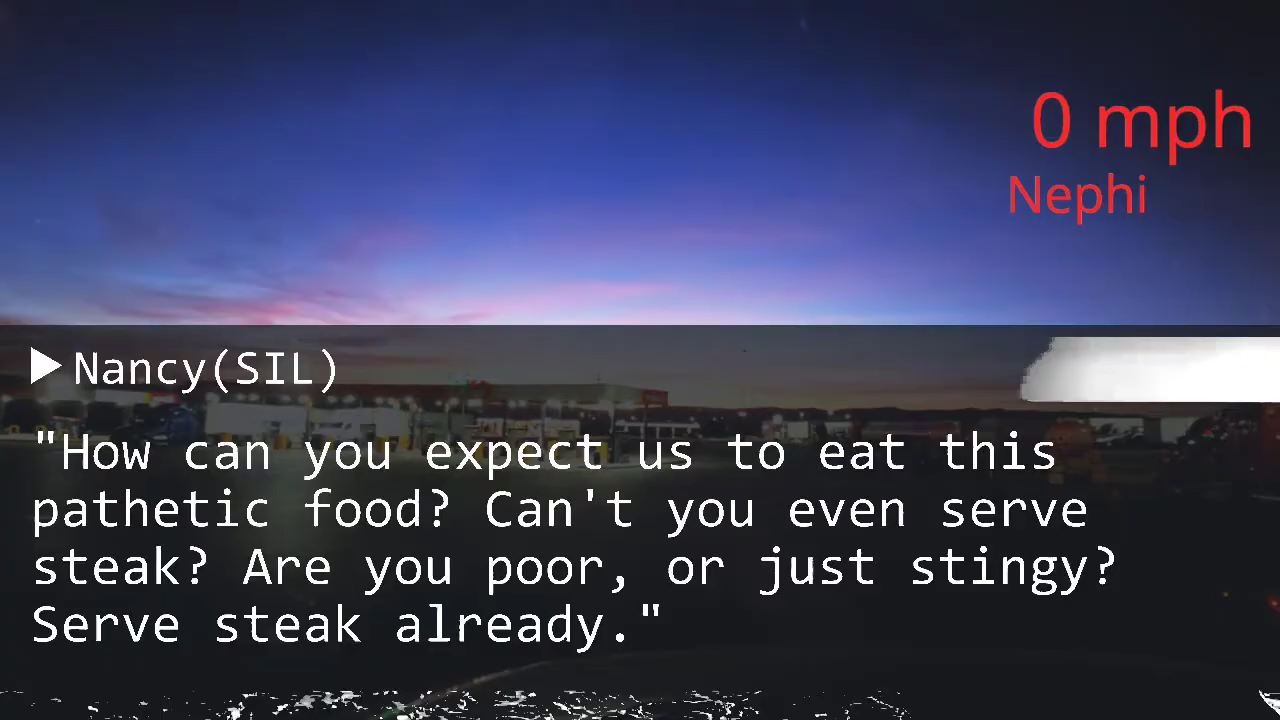 0 mph
Nephi
▶Nancy(SIL)
"How can you expect us to eat this
pathetic food? Can't you even serve
steak? Are you poor, or just stingy?
Serve steak already."